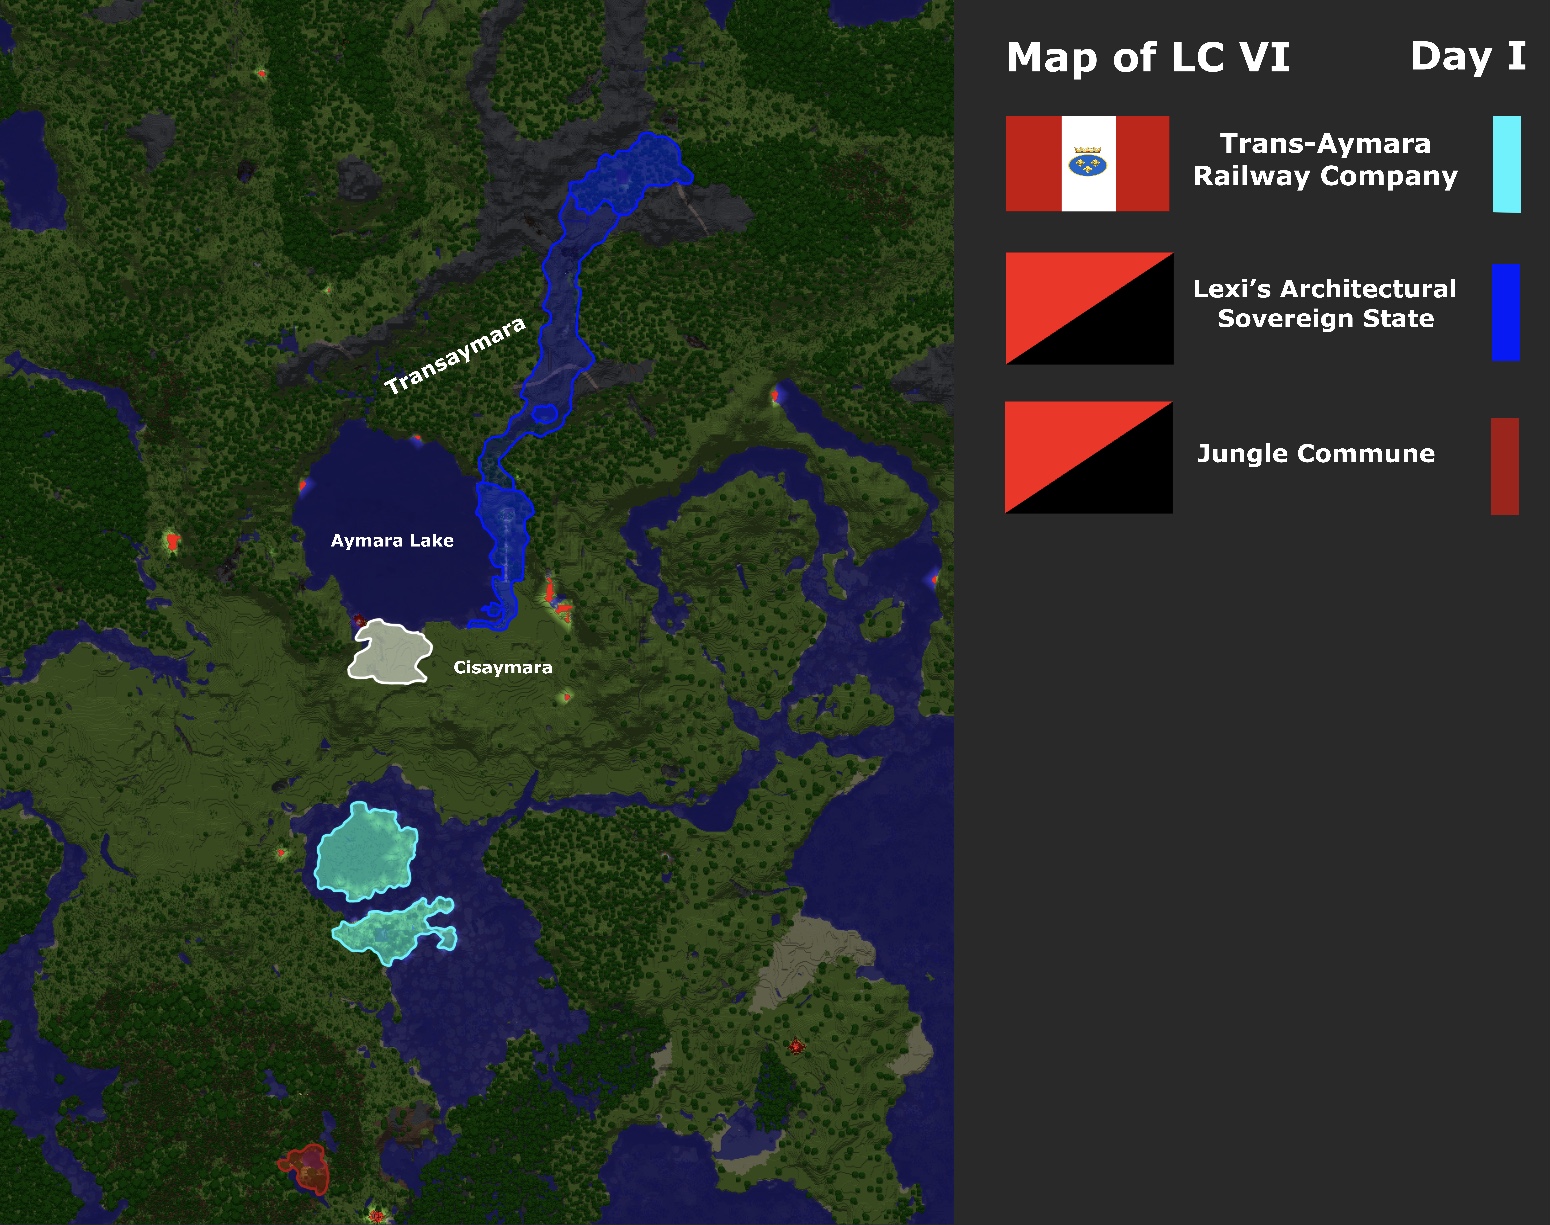 Map of LC VI
Day I
Trans-Aymara
Railway Company
Lexi's Architectural
Sovereign State
Jungle Commune
Transaymara
Aymara Lake
Cisaymara